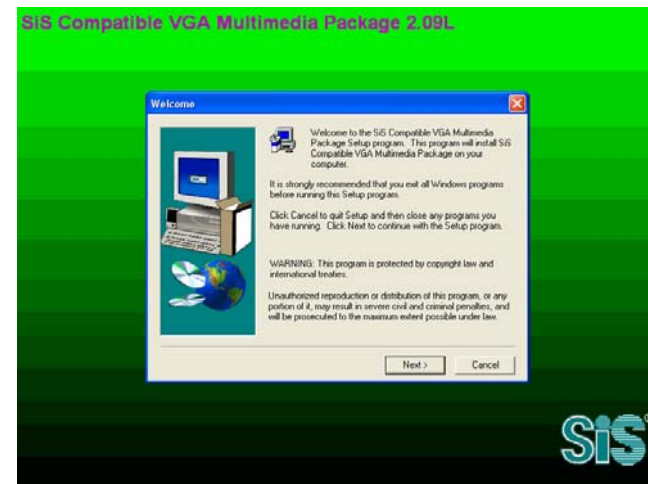 SiS Compatible VGA Multimedia Package 2.09L
Welcome
Welcome to the SiS Compatible VGA Multimedia
Package Setup program. This program will install SiS
Compatible VGA Multimedia Package on your
computer.
It is strongly recommended that you exit all Windows programs
before running this Setup program.
Click Cancel to quit Setup and then close any programs you
have running. Click Next to continue with the Setup program.
WARNING: This program is protected by copyright law and
international treaties.
Unauthorized reproduction or distribution of this program, or any
portion of it, may result in severe civil and criminal penalties, and
will be prosecuted to the maximum extent possible under law.
Next >
Cancel
SiS